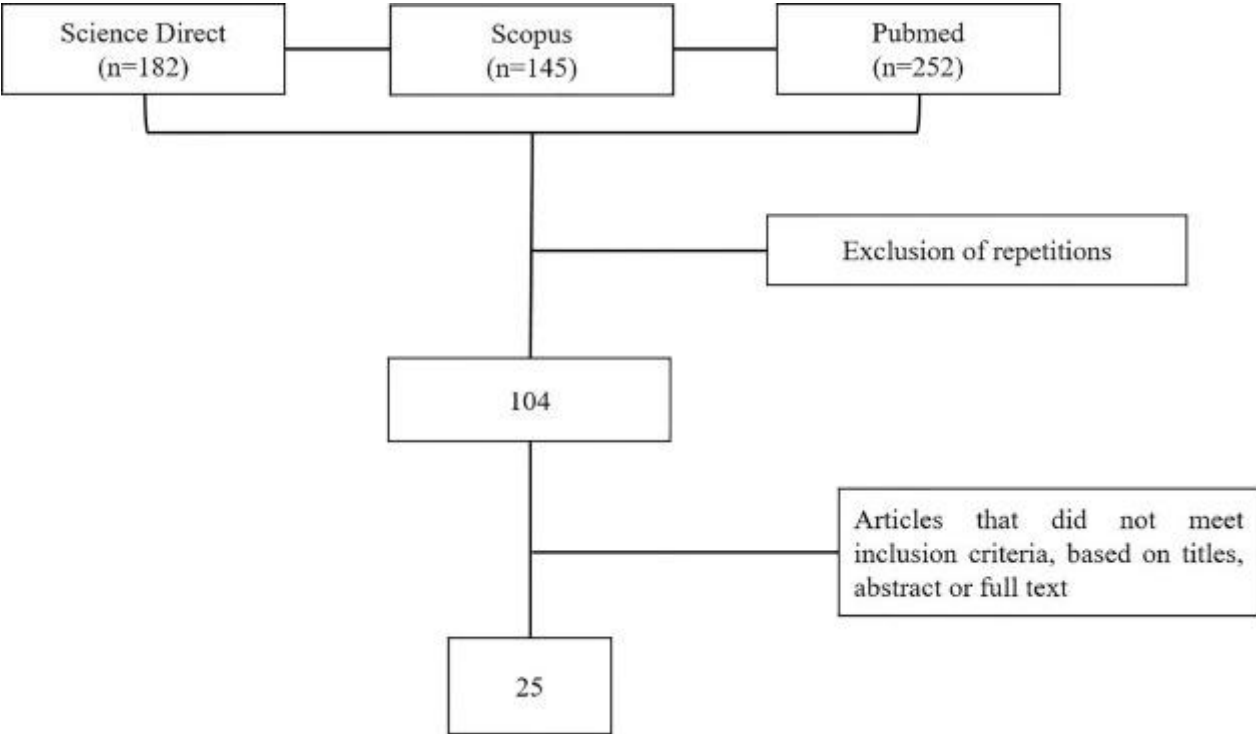 Science Direct
(n=182)
Scopus
(n=145)
Pubmed
(n=252)
Exclusion of repetitions
104
Articles that did not meet
inclusion criteria, based on titles,
abstract or full text
25